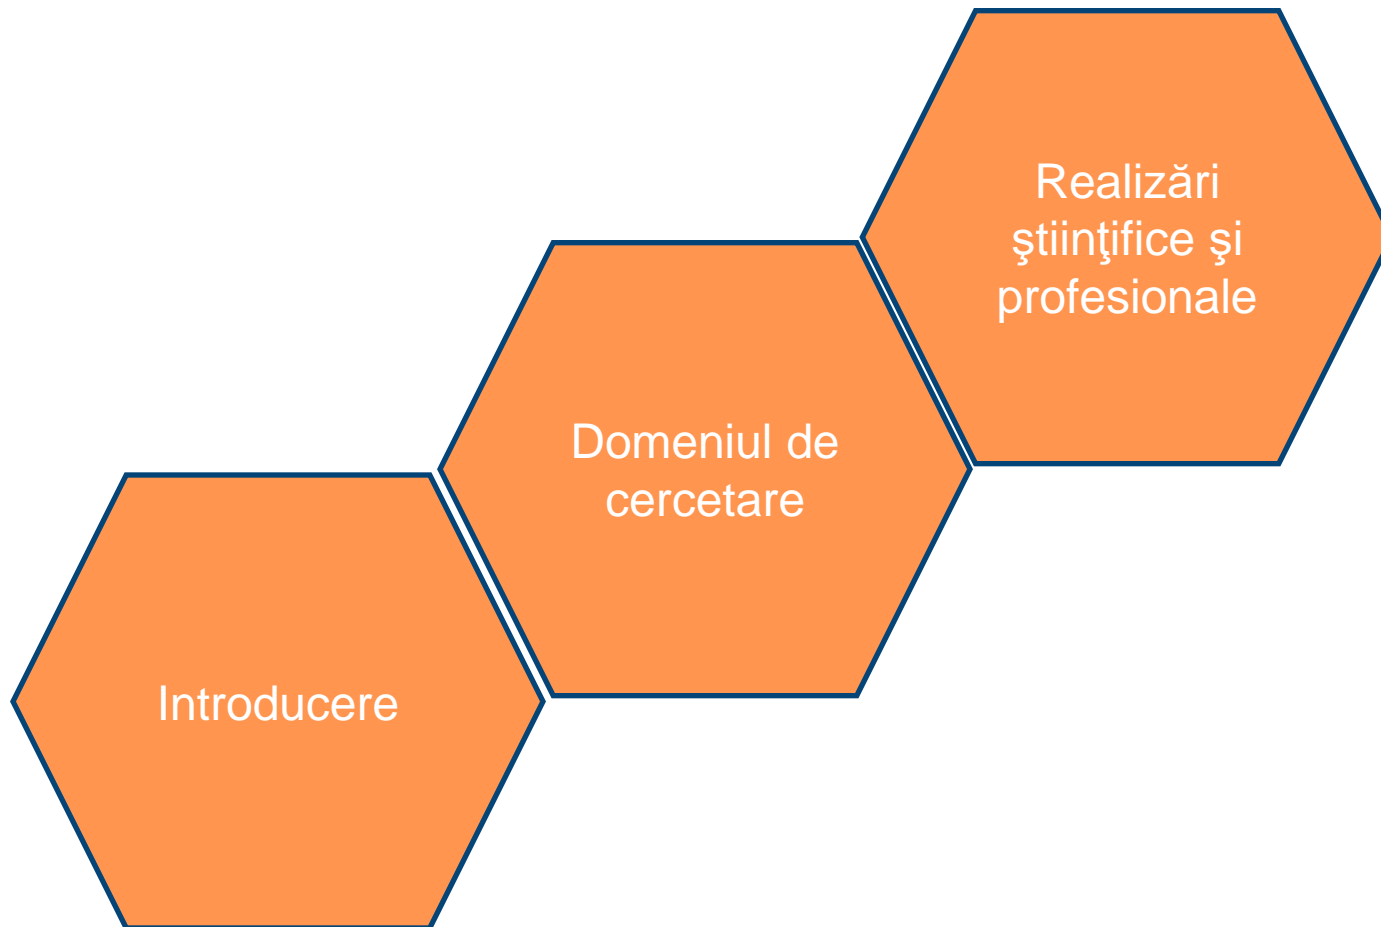 Realizări
ştiinţifice şi
profesionale
Domeniul de
cercetare
Introducere